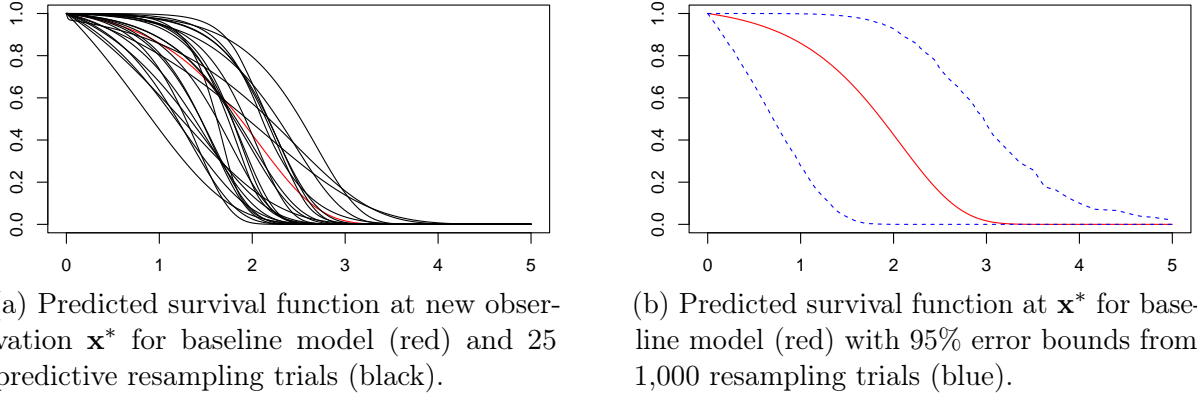 0.0 0.2 0.4 0.6 0.8 1.0
0 1 2 3 4 5
(a) Predicted survival function at new obser-
vation x* for baseline model (red) and 25
predictive resampling trials (black).
0.0 0.2 0.4 0.6 0.8 1.0
0 1 2 3 4 5
(b) Predicted survival function at x* for base-
line model (red) with 95% error bounds from
1,000 resampling trials (blue).